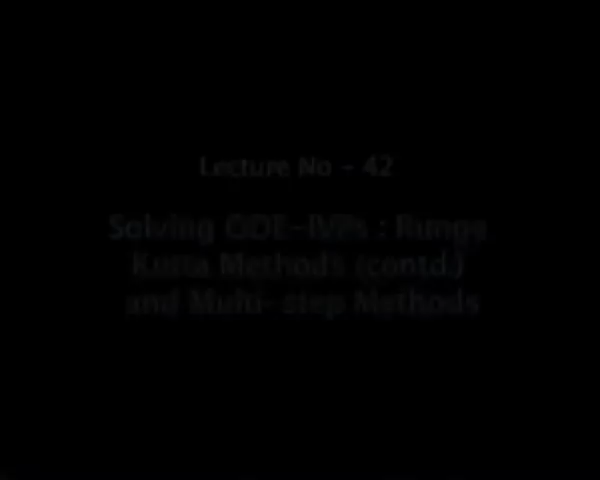 Lecture No - 42
Solving ODE-IVPs : Runge
Kutta Methods (contd.)
and Multi-step Methods